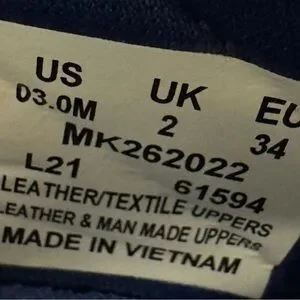 US UK EU
03.0M 2 34
MK262022
L21 61594
LEATHER/TEXTILE UPPERS
LEATHER & MAN MADE UPPERS
MADE IN VIETNAM